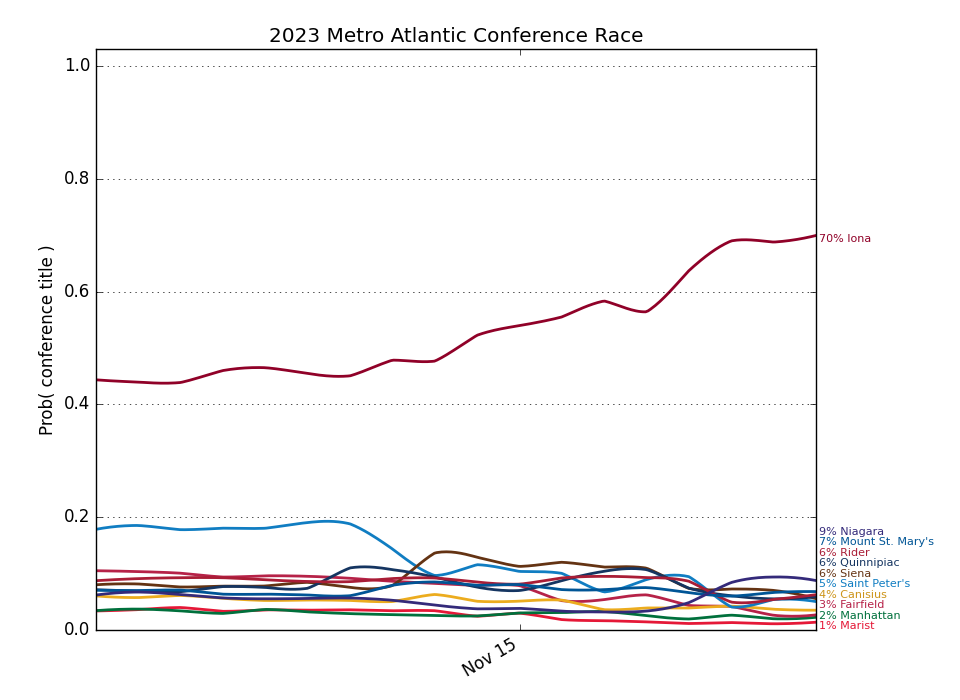 2023 Metro Atlantic Conference Race
Prob( conference title )
1.0
0.8
0.6
0.4
0.2
0.0
Nov 15
70% Iona
9% Niagara
7% Mount St. Mary's
6% Rider
6% Quinnipiac
6% Siena
5% Saint Peter's
4% Canisius
3% Fairfield
2% Manhattan
1% Marist